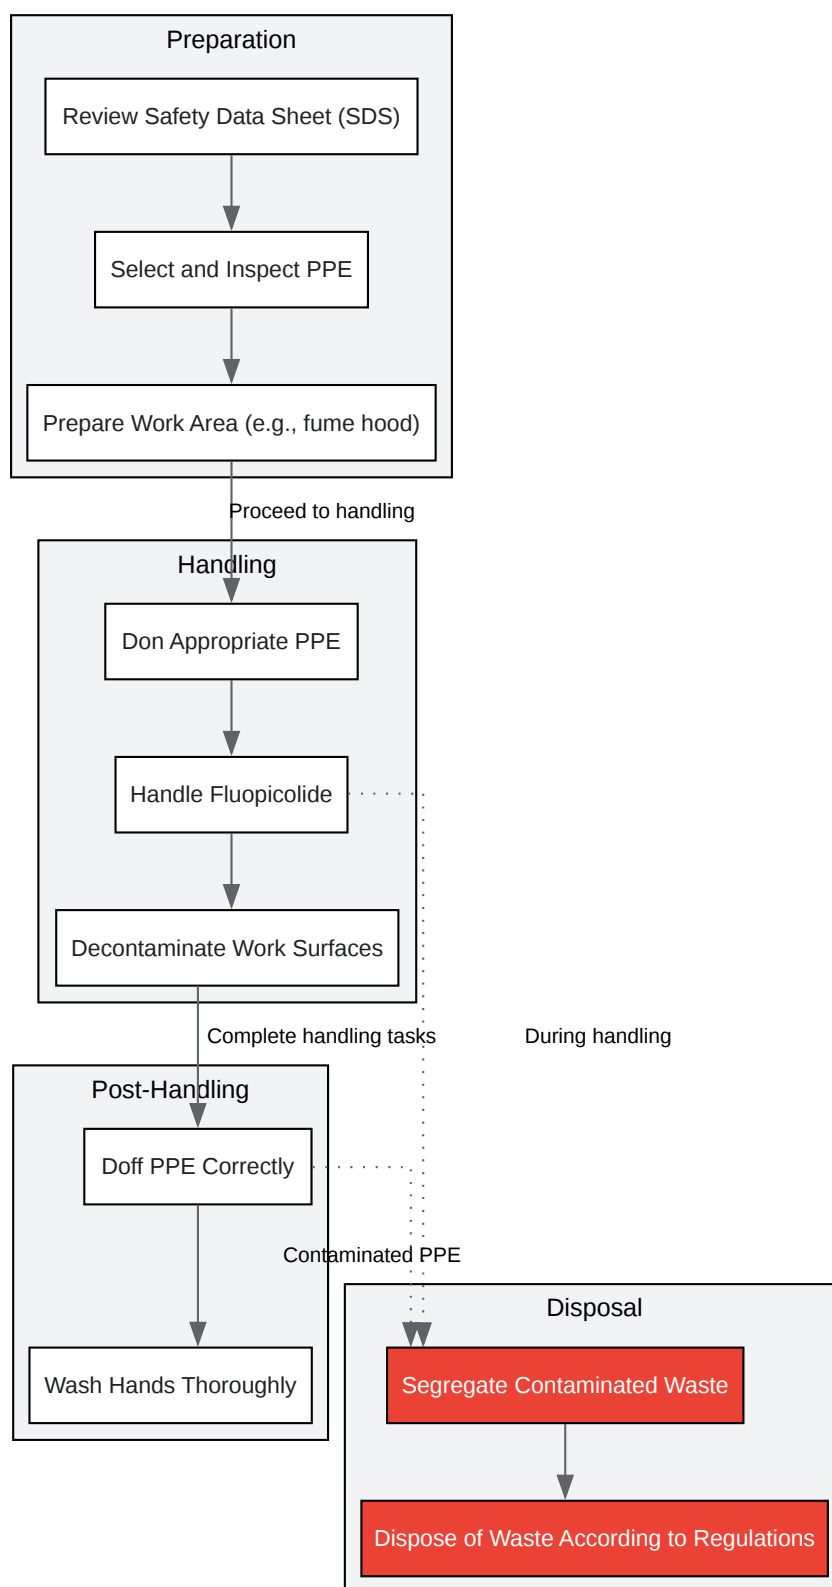 Preparation
Review Safety Data Sheet (SDS)
Select and Inspect PPE
Prepare Work Area (e.g., fume hood)
Proceed to handling
Handling
Don Appropriate PPE
Handle Fluopicolide
Decontaminate Work Surfaces
Complete handling tasks
During handling
Post-Handling
Doff PPE Correctly
Contaminated PPE
Disposal
Wash Hands Thoroughly
Segregate Contaminated Waste
Dispose of Waste According to Regulations